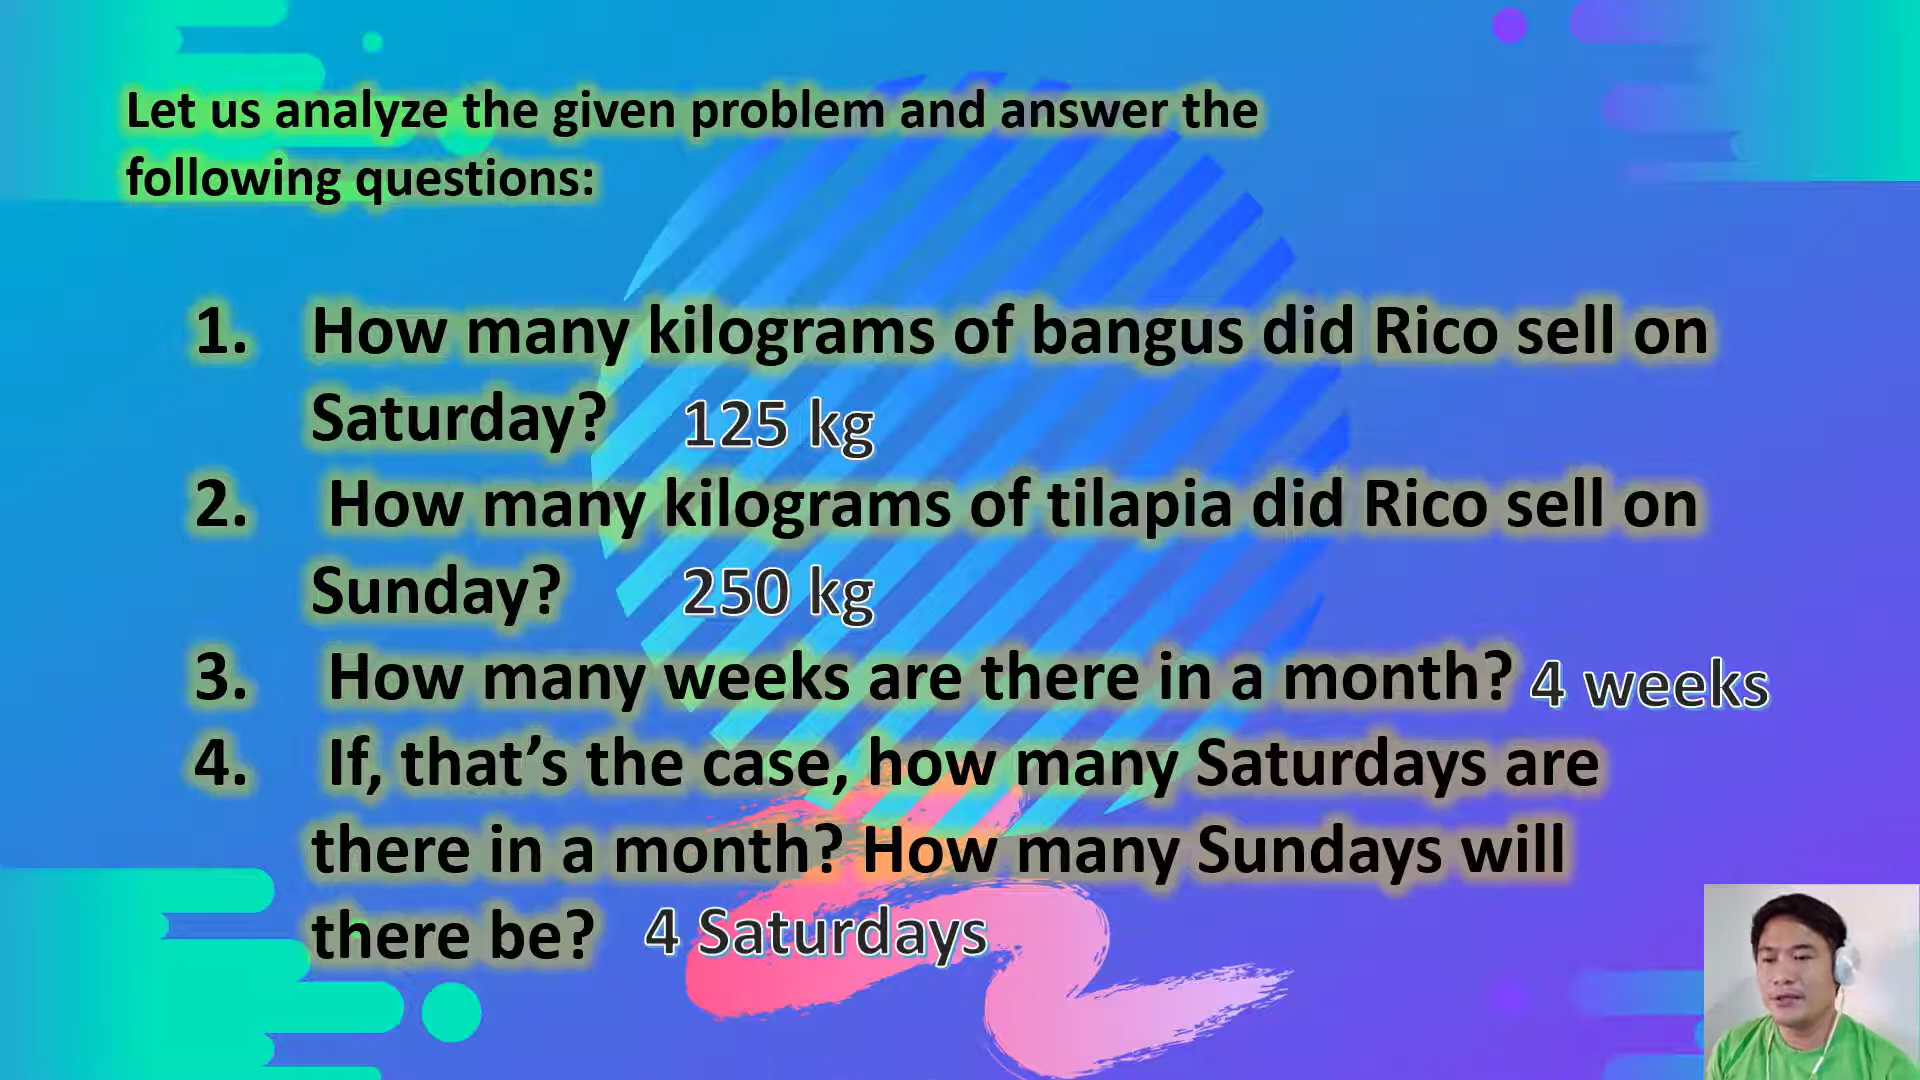 Let us analyze the given problem and answer the
following questions:
1. How many kilograms of bangus did Rico sell on
Saturday? 125 kg
2. How many kilograms of tilapia did Rico sell on
Sunday? 250 kg
3. How many weeks are there in a month? 4 weeks
4. If, that's the case, how many Saturdays are
there in a month? How many Sundays will
there be? 4 Saturdays